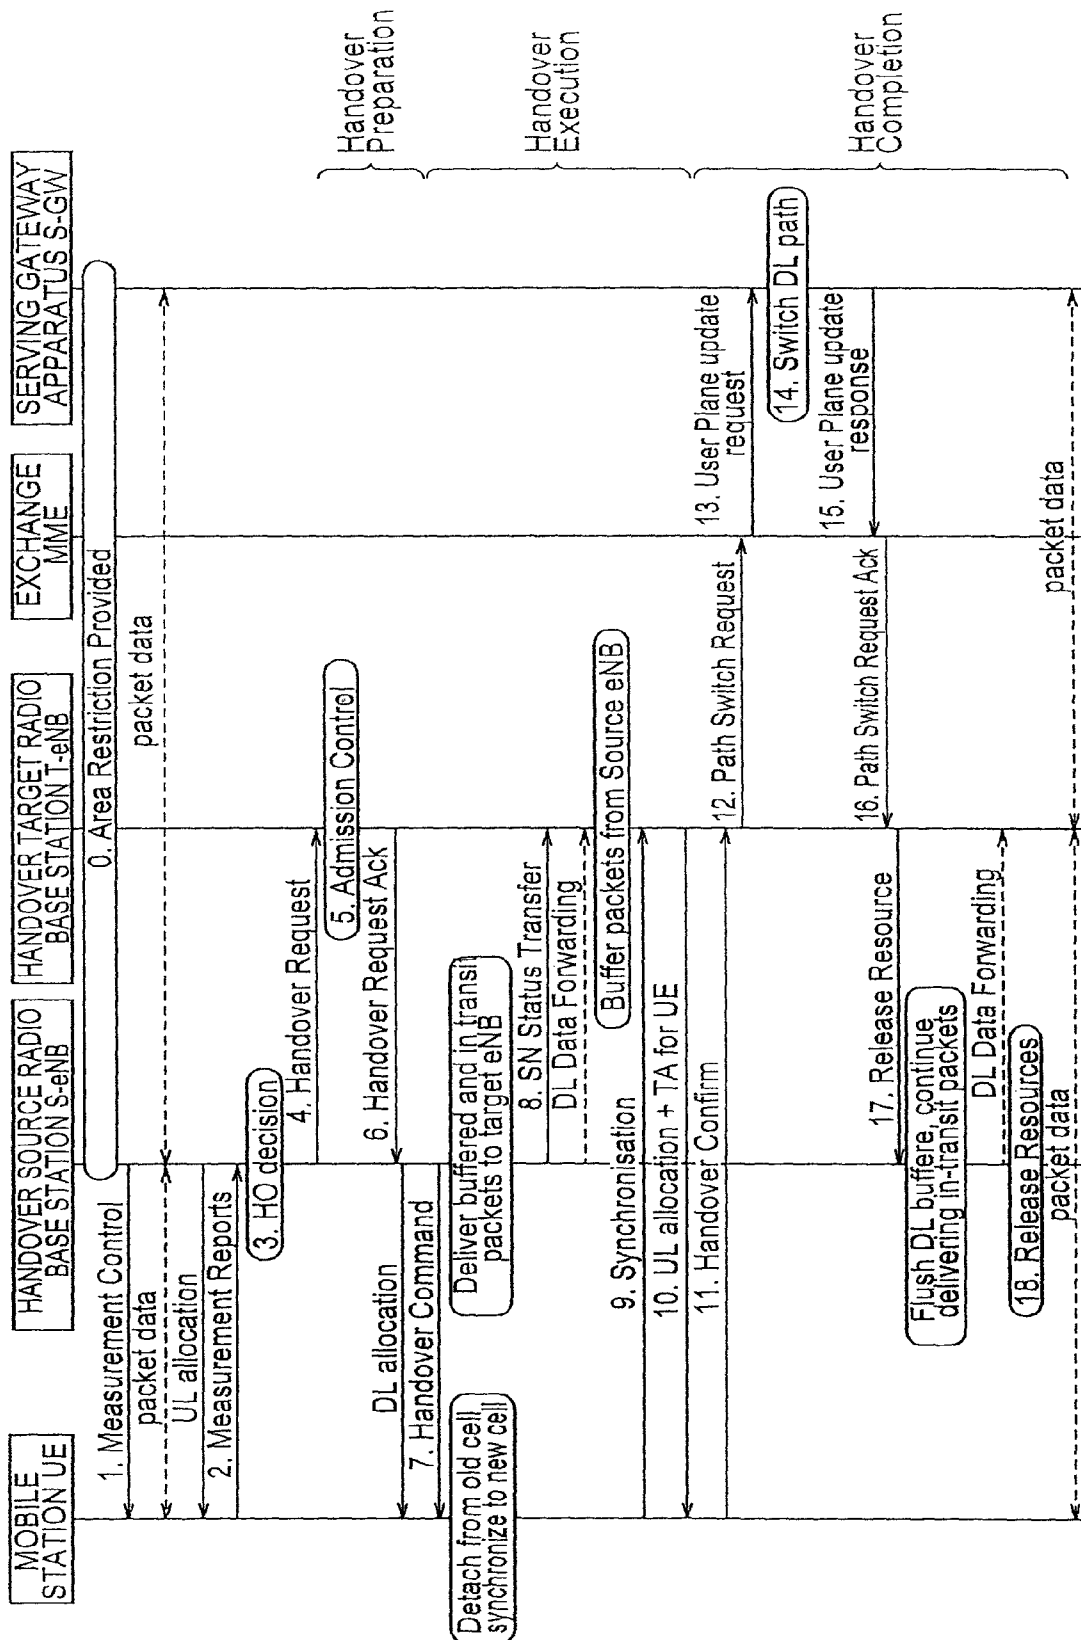 MOBILE
STATION UE
HANDOVER SOURCE RADIO
BASE STATION S-eNB
HANDOVER TARGET RADIO
BASE STATION T-eNB
EXCHANGE
MME
SERVING GATEWAY
APPARATUS S-GW
0. Area Restriction Provided
1. Measurement Control
packet data
packet data
UL allocation
2. Measurement Reports
3. HO decision
4. Handover Request
5. Admission Control
6. Handover Request Ack
Handover
Preparation
DL allocation
7. Handover Command
Detach from old cell
synchronize to new cell
Deliver buffered and in transit
packets to target eNB
8. SN Status Transfer
DL Data Forwarding
Buffer packets from Source eNB
Handover
Execution
9. Synchronisation
10. UL allocation + TA for UE
11. Handover Confirm
12. Path Switch Request
13. User Plane update
request
14. Switch DL path
15. User Plane update
response
16. Path Switch Request Ack
17. Release Resource
Handover
Completion
Flush DL buffere, continue
delivering in-transit packets
DL Data Forwarding
18. Release Resources
packet data
packet data